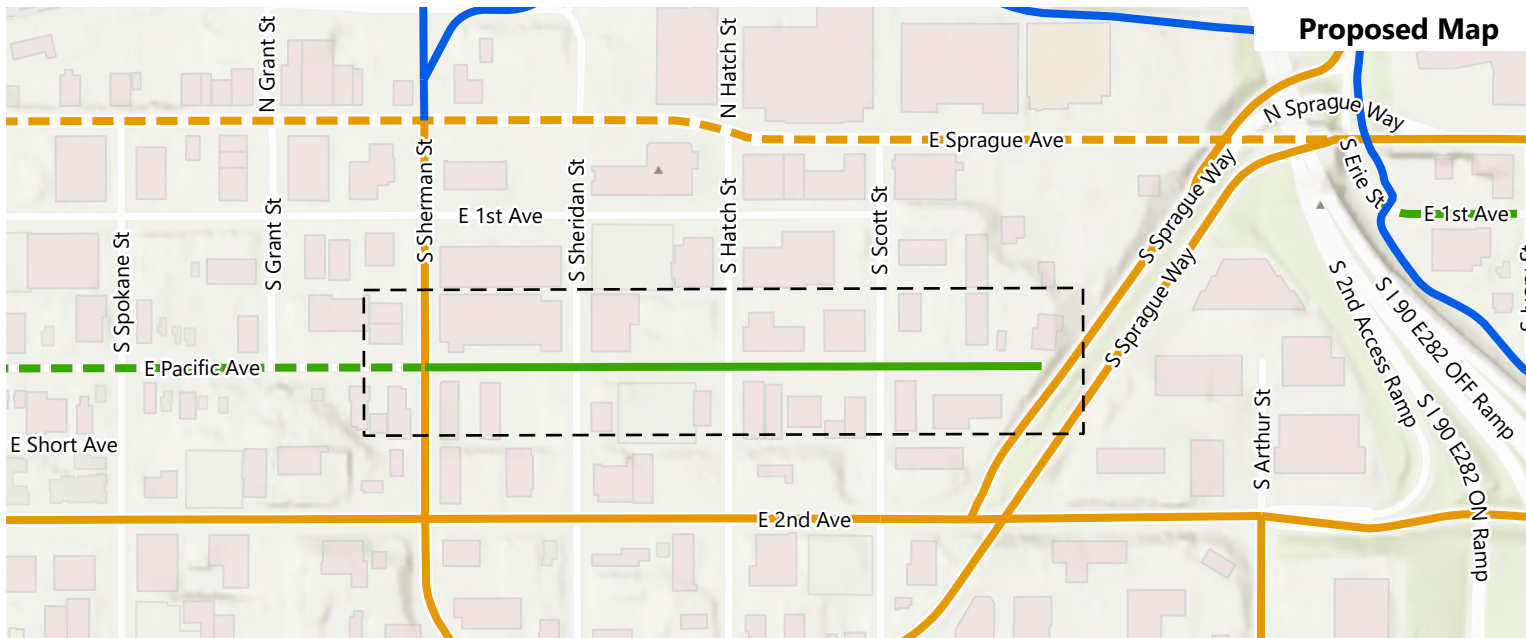 Proposed Map
N Grant St
N Hatch St
N Sprague Way
E Sprague Ave
S Sherman St
S Erie St
S Sprague Way
E 1st Ave
S Sheridan St
S Hatch St
S Scott St
E 1st Ave
S Grant St
S Spokane St
S Sprague Way
S 2nd Access Ramp
S I 90 E282 OFF Ramp
E Pacific Ave
E Short Ave
S Arthur St
S I 90 E282 ON Ramp
E 2nd Ave